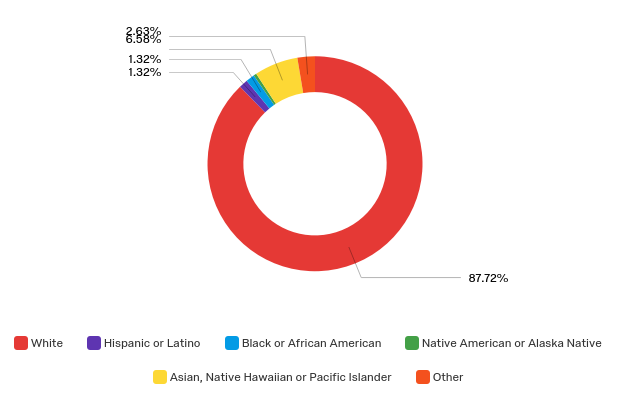 2.63%
6.58%
1.32%
1.32%
87.72%
White Hispanic or Latino Black or African American Native American or Alaska Native
Asian, Native Hawaiian or Pacific Islander Other